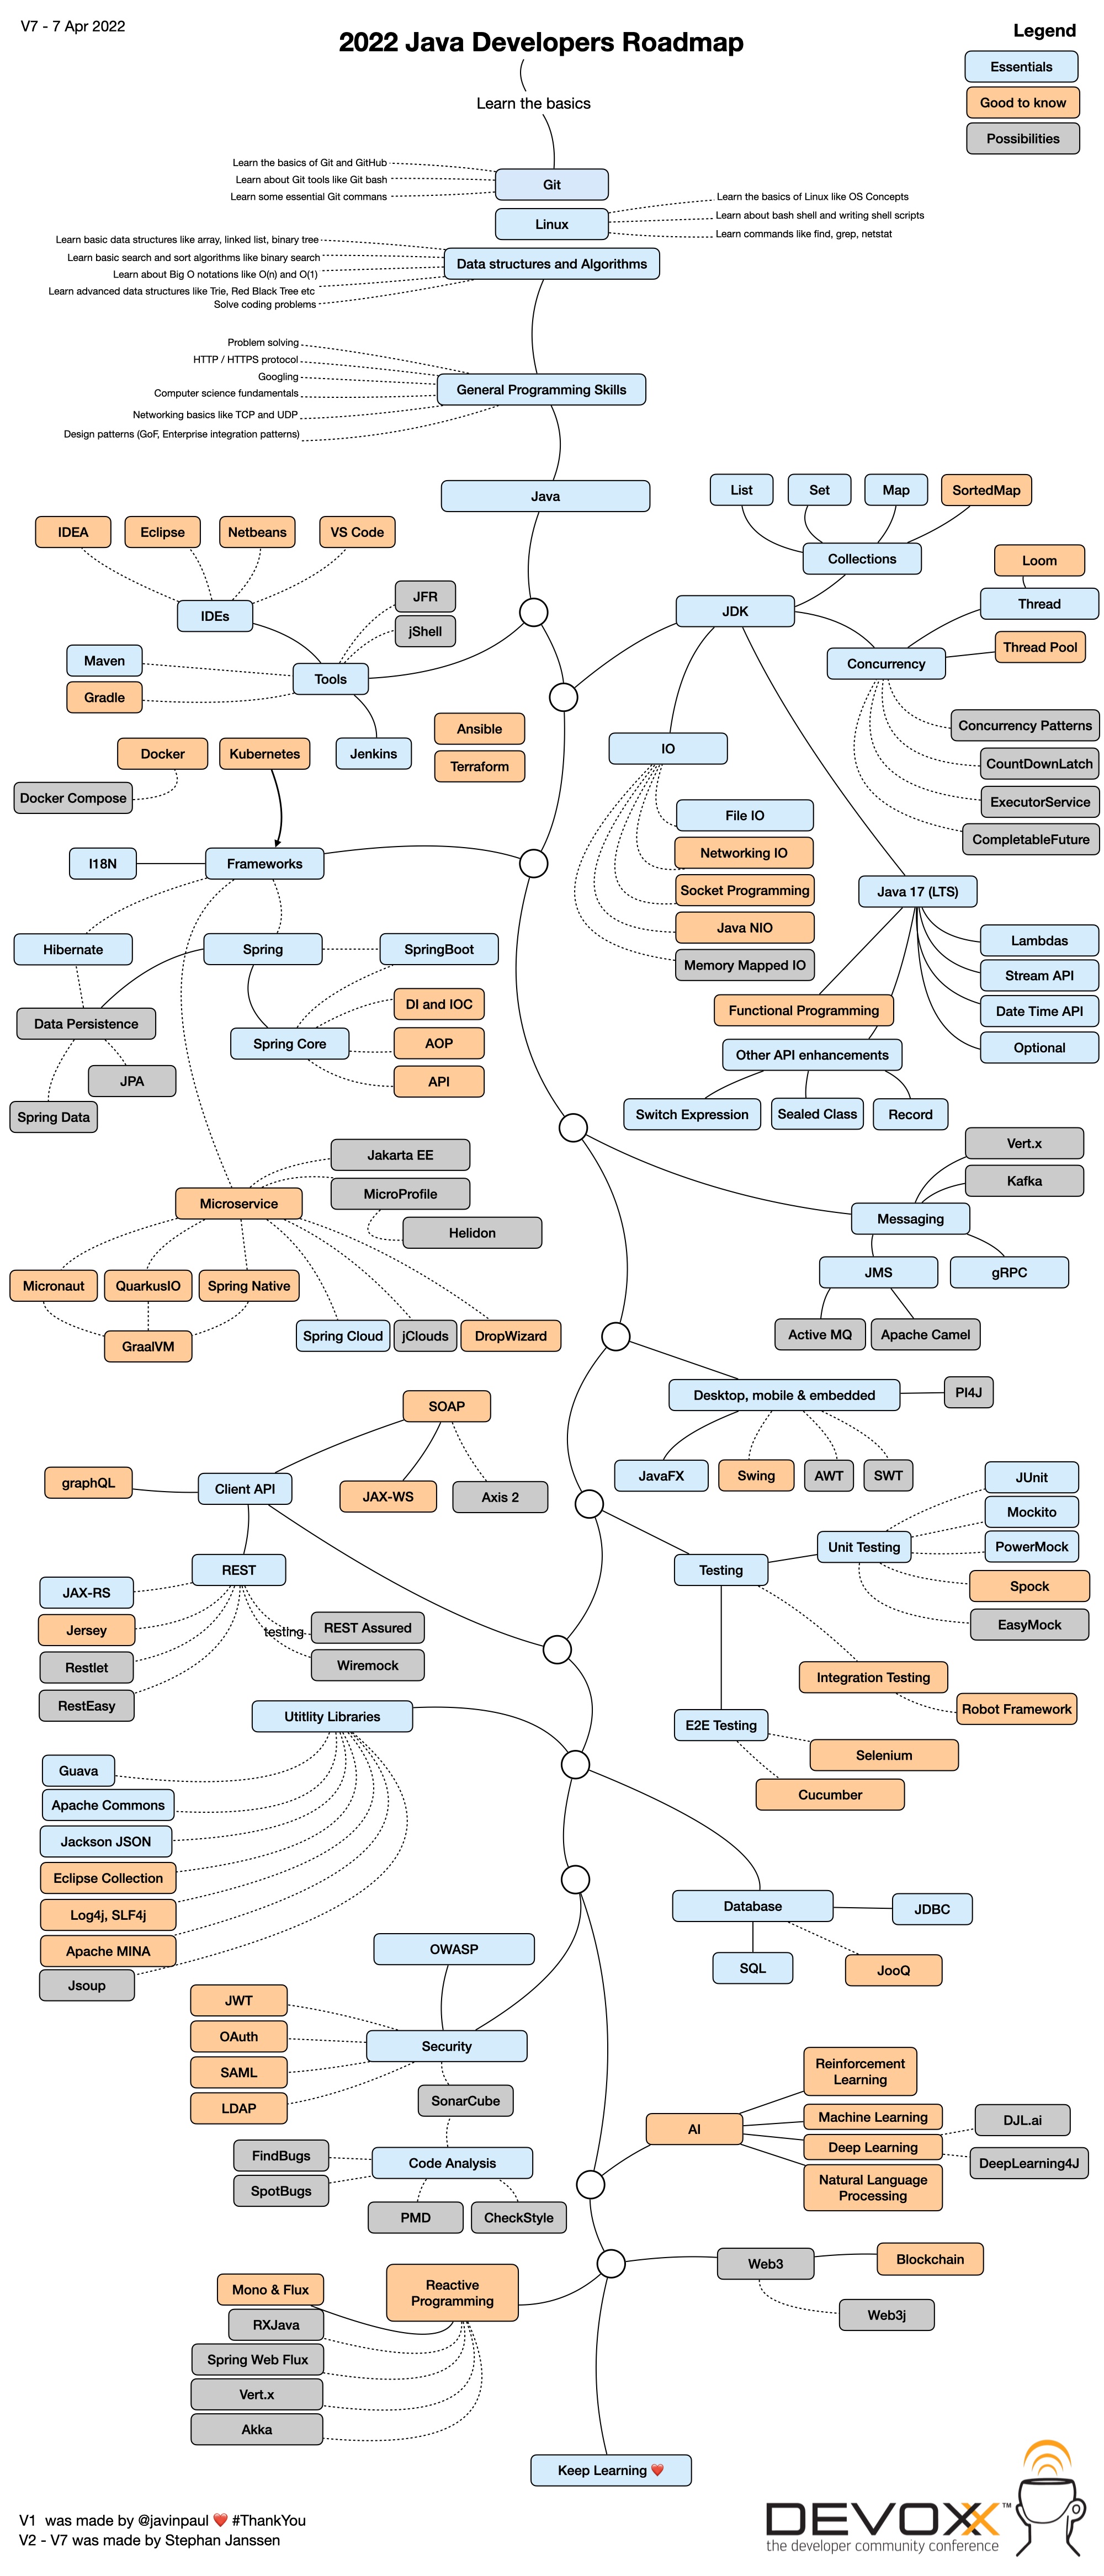 V7 - 7 Apr 2022
2022 Java Developers Roadmap
Legend
Essentials
Good to know
Possibilities
Learn the basics
Learn the basics of Git and GitHub
Learn about Git tools like Git bash
Learn some essential Git commans
Git
Linux
Learn the basics of Linux like OS Concepts
Learn about bash shell and writing shell scripts
Learn commands like find, grep, netstat
Learn basic data structures like array, linked list, binary tree
Learn basic search and sort algorithms like binary search
Learn about Big O notations like O(n) and O(1)
Learn advanced data structures like Trie, Red Black Tree etc
Solve coding problems
Data structures and Algorithms
Problem solving
HTTP / HTTPS protocol
Googling
Computer science fundamentals
Networking basics like TCP and UDP
Design patterns (GoF, Enterprise integration patterns)
General Programming Skills
Java
IDEA
Eclipse
Netbeans
VS Code
IDEs
JFR
jShell
Maven
Gradle
Tools
Jenkins
Ansible
Terraform
List
Set
Map
SortedMap
Collections
Loom
Thread
Thread Pool
JDK
Concurrency
Concurrency Patterns
CountDownLatch
ExecutorService
CompletableFuture
IO
File IO
Networking IO
Socket Programming
Java NIO
Memory Mapped IO
Java 17 (LTS)
Lambdas
Stream API
Date Time API
Optional
Functional Programming
Other API enhancements
Switch Expression
Sealed Class
Record
Docker
Kubernetes
Docker Compose
I18N
Frameworks
Hibernate
Spring
SpringBoot
Data Persistence
JPA
Spring Data
Spring Core
DI and IOC
AOP
API
Jakarta EE
MicroProfile
Helidon
Microservice
Micronaut
QuarkusIO
Spring Native
GraalVM
Spring Cloud
jClouds
DropWizard
Vert.x
Kafka
Messaging
JMS
gRPC
Active MQ
Apache Camel
Desktop, mobile & embedded
PI4J
JavaFX
Swing
AWT
SWT
SOAP
graphQL
Client API
JAX-WS
Axis 2
REST
JAX-RS
Jersey
Restlet
RestEasy
testing
REST Assured
Wiremock
Testing
Unit Testing
JUnit
Mockito
PowerMock
Spock
EasyMock
Integration Testing
Robot Framework
E2E Testing
Selenium
Cucumber
Utitlity Libraries
Guava
Apache Commons
Jackson JSON
Eclipse Collection
Log4j, SLF4j
Apache MINA
Jsoup
Database
JDBC
SQL
JooQ
OWASP
JWT
OAuth
SAML
LDAP
Security
SonarCube
FindBugs
SpotBugs
Code Analysis
PMD
CheckStyle
AI
Reinforcement
Learning
Machine Learning
Deep Learning
Natural Language
Processing
DJL.ai
DeepLearning4J
Web3
Blockchain
Web3j
Mono & Flux
Reactive
Programming
RXJava
Spring Web Flux
Vert.x
Akka
Keep Learning ❤️
V1 was made by @javinpaul ❤️ #ThankYou
V2 - V7 was made by Stephan Janssen
DEVOXX™
the developer community conference